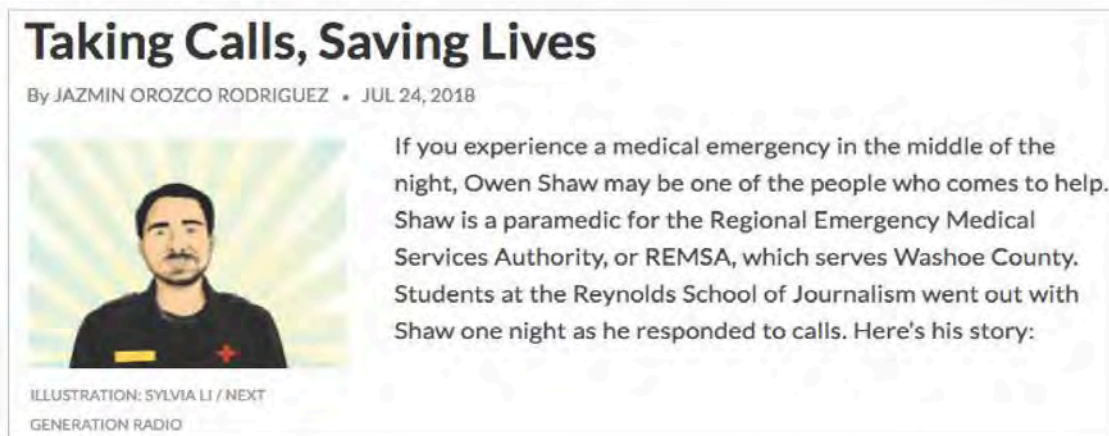 Taking Calls, Saving Lives
By JAZMIN OROZCO RODRIGUEZ • JUL 24, 2018
If you experience a medical emergency in the middle of the
night, Owen Shaw may be one of the people who comes to help.
Shaw is a paramedic for the Regional Emergency Medical
Services Authority, or REMSA, which serves Washoe County.
Students at the Reynolds School of Journalism went out with
Shaw one night as he responded to calls. Here's his story:
ILLUSTRATION: SYLVIA LI / NEXT
GENERATION RADIO